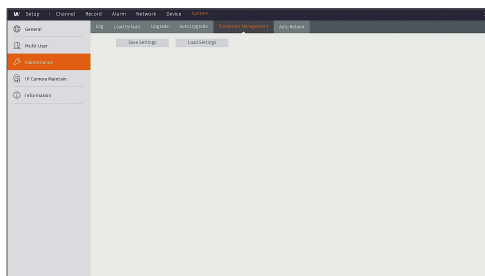 W Setup Channel Record Alarm Network Device System
General
Multi-User
Maintenance
IP Camera Maintain
Information
Log Load Default Upgrade Auto Upgrade Parameter Management Auto Reboot
Save Settings Load Settings